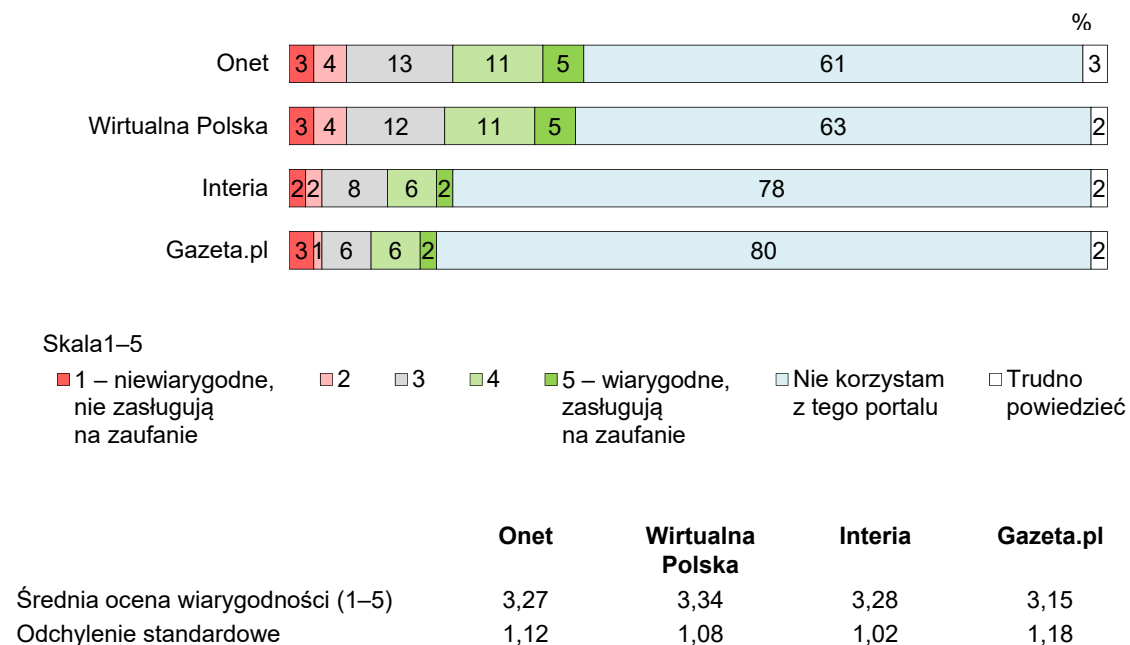 %
Onet 3 4 13 11 5 61 3
Wirtualna Polska 3 4 12 11 5 63 2
Interia 2 2 8 6 2 78 2
Gazeta.pl 3 1 6 6 2 80 2
Skala1–5
1 – niewiarygodne,
nie zasługują
na zaufanie
2
3
4
5 – wiarygodne,
zasługują
na zaufanie
Nie korzystam
z tego portalu
Trudno
powiedzieć
Onet Wirtualna Interia Gazeta.pl
Polska
Średnia ocena wiarygodności (1–5) 3,27 3,34 3,28 3,15
Odchylenie standardowe 1,12 1,08 1,02 1,18